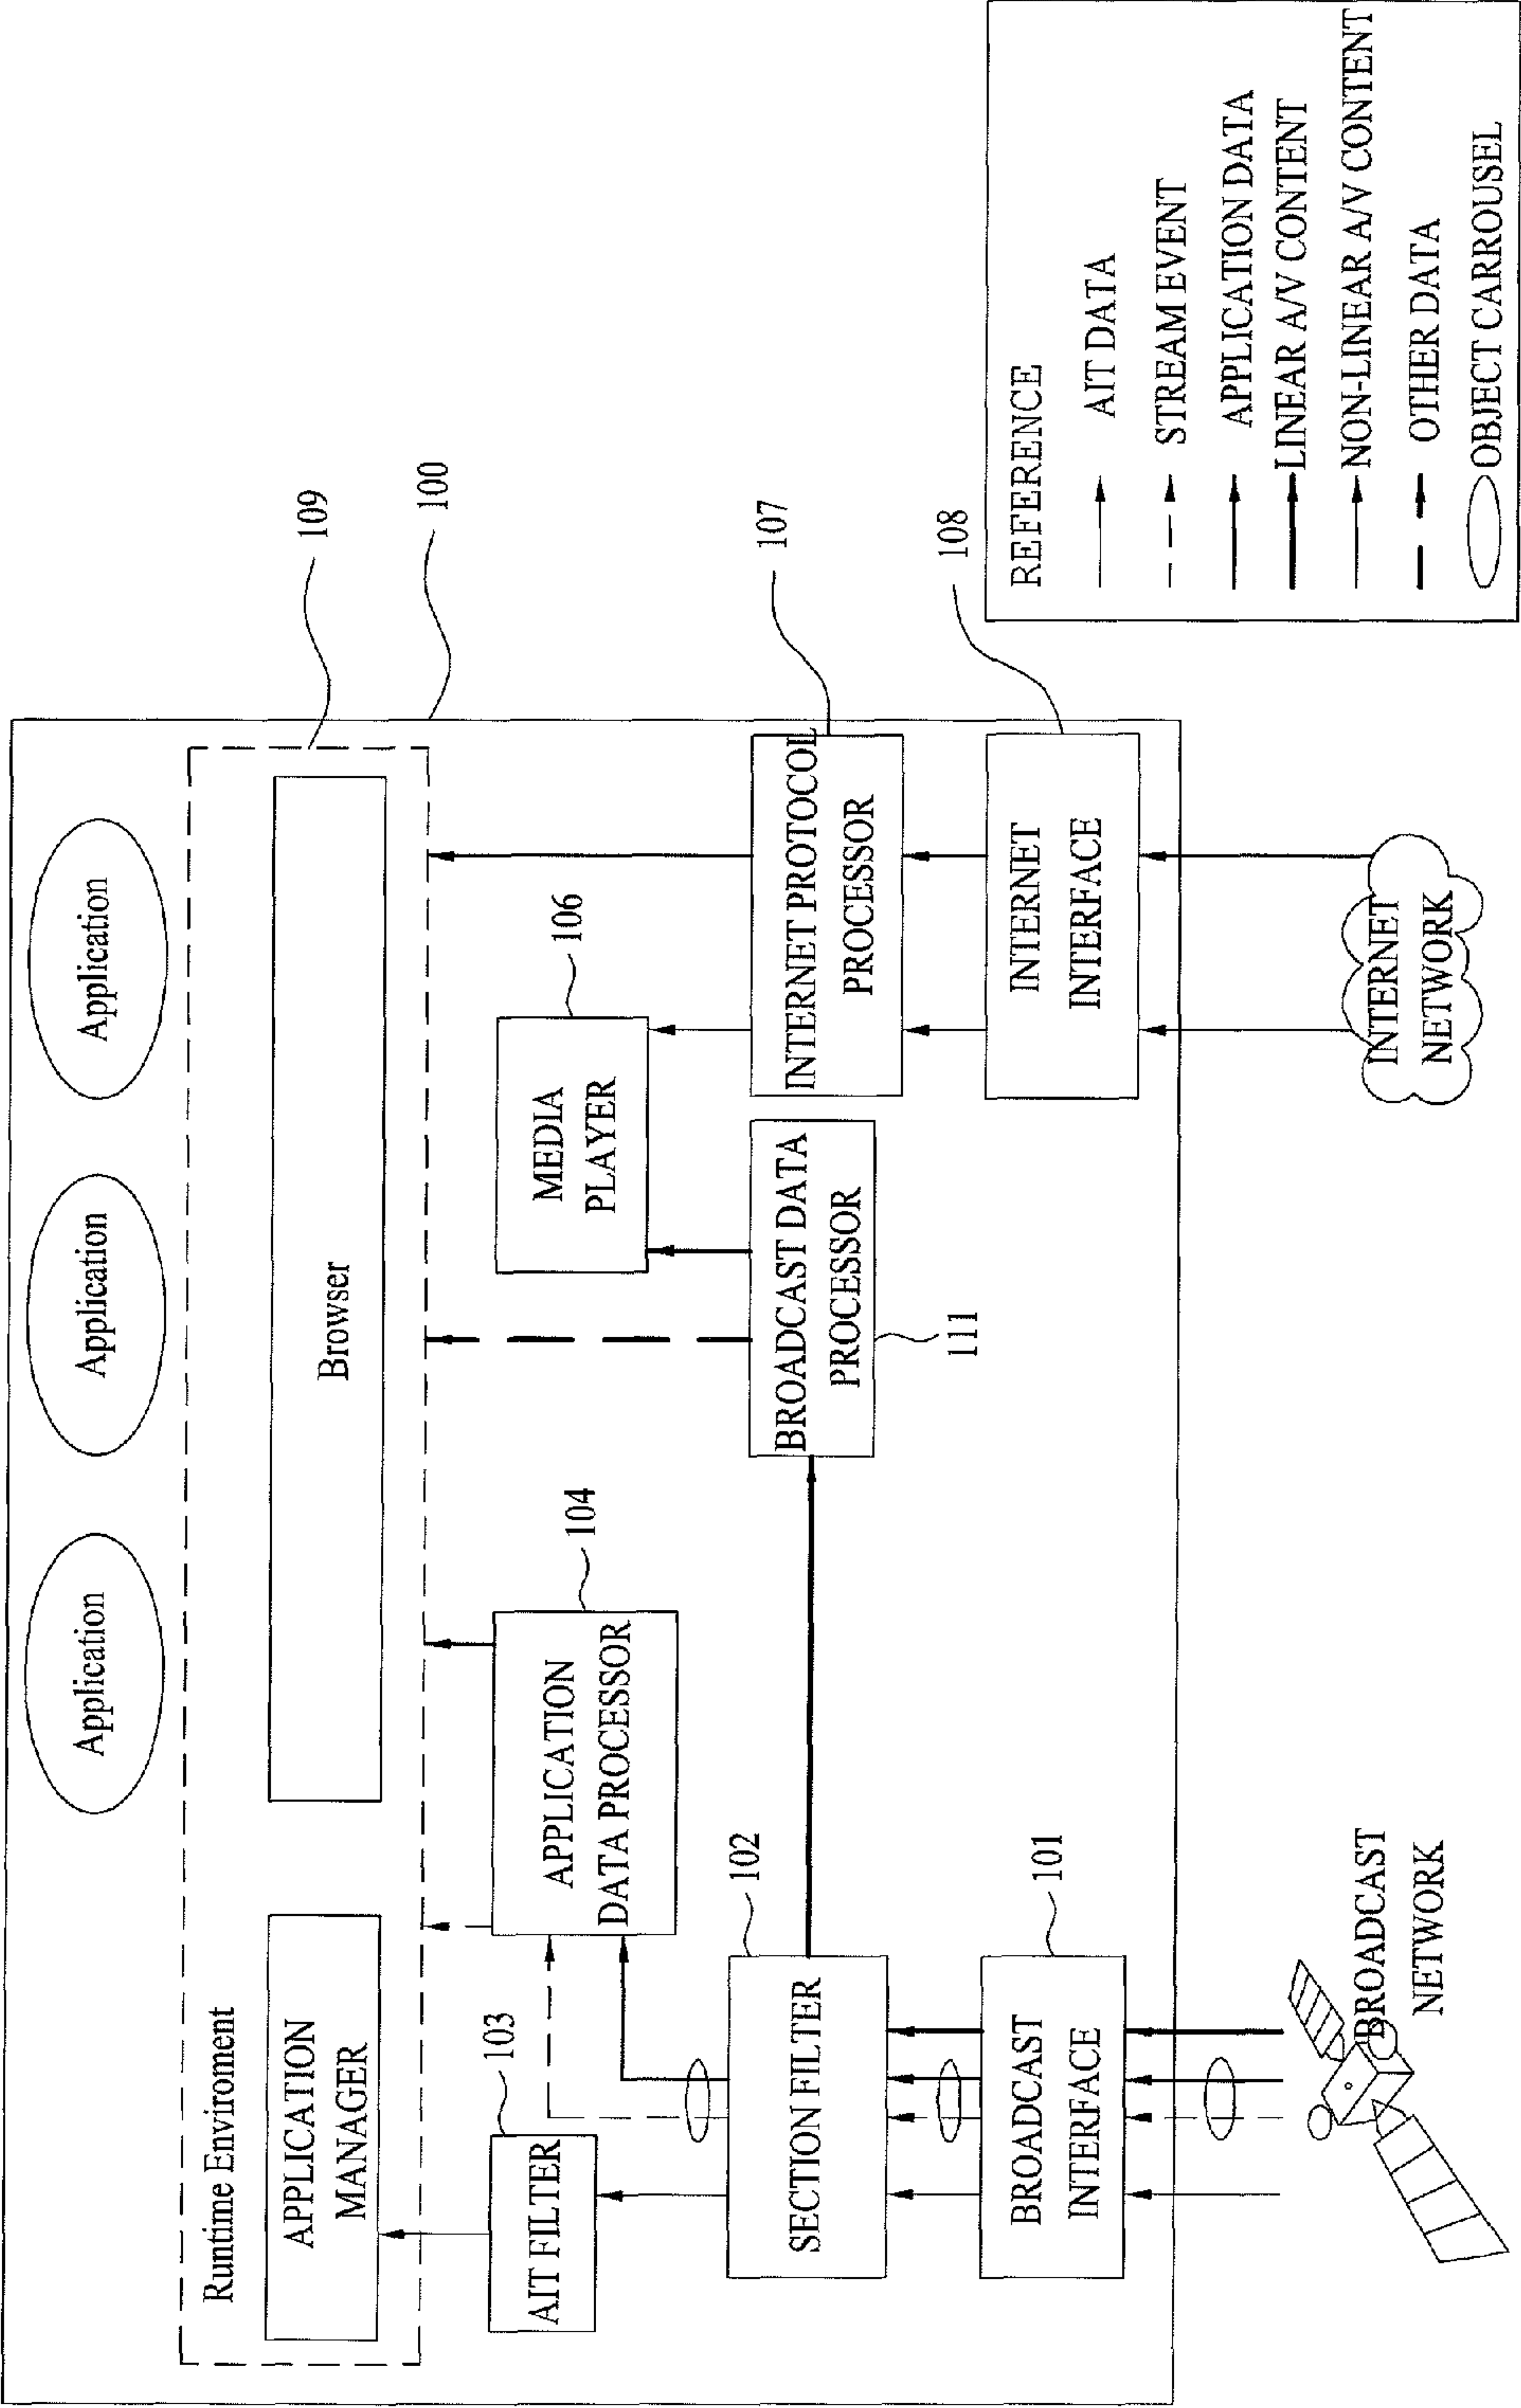 Application
Application
Application
Runtime Enviroment
109
100
APPLICATION
MANAGER
Browser
103
AIT FILTER
APPLICATION
DATA PROCESSOR
104
MEDIA
PLAYER
106
107
102
SECTION FILTER
BROADCAST DATA
PROCESSOR
111
INTERNET PROTOCOL
PROCESSOR
108
101
BROADCAST
INTERFACE
INTERNET
INTERFACE
BROADCAST
NETWORK
INTERNET
NETWORK
REFERENCE
AIT DATA
STREAM EVENT
APPLICATION DATA
LINEAR A/V CONTENT
NON-LINEAR A/V CONTENT
OTHER DATA
OBJECT CARROUSEL